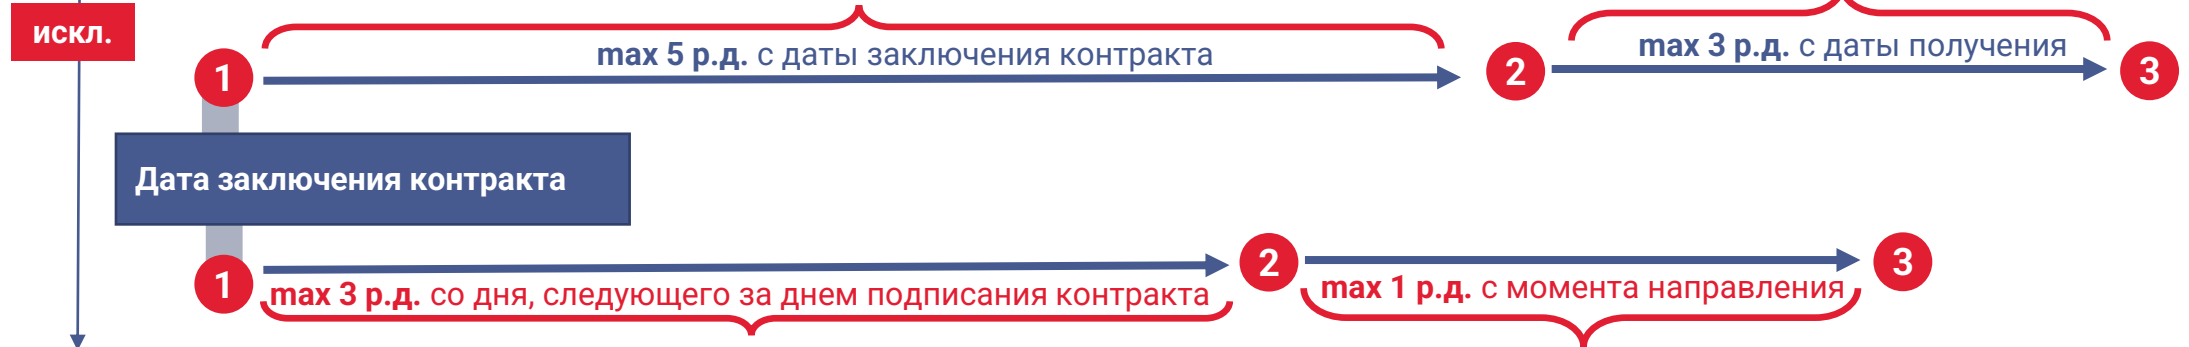 искл.
max 5 р.д. с даты заключения контракта
max 3 р.д. с даты получения
1
2
3
Дата заключения контракта
1
2
3
max 3 р.д. со дня, следующего за днем подписания контракта
max 1 р.д. с момента направления